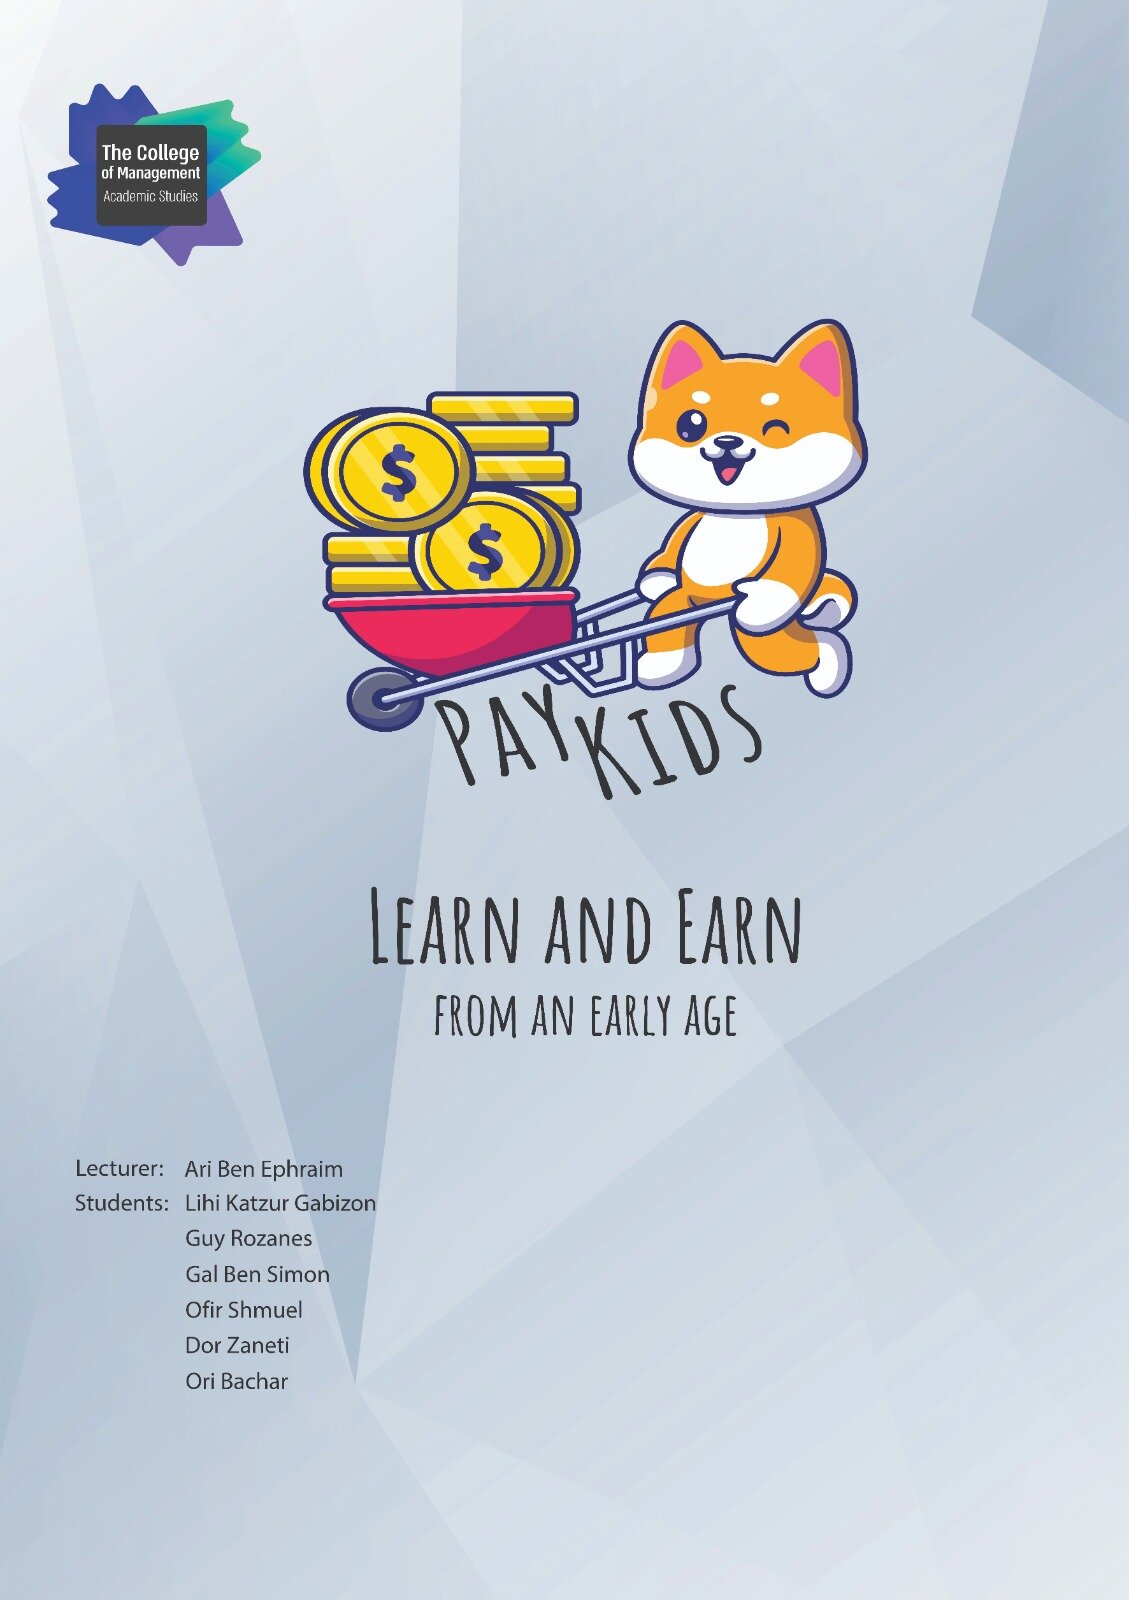 The College
of Management
Academic Studies
$
$
PAY KIDS
LEARN AND EARN
FROM AN EARLY AGE
Lecturer: Ari Ben Ephraim
Students: Lihi Katzur Gabizon
Guy Rozanes
Gal Ben Simon
Ofir Shmuel
Dor Zaneti
Ori Bachar